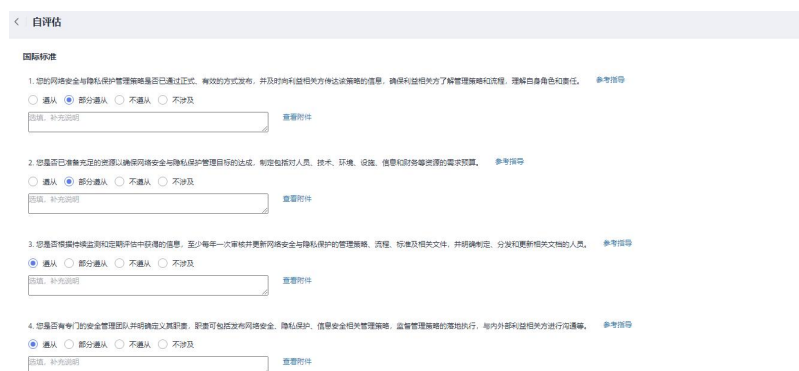 < 自评估
国际标准
1. 您的网络安全与隐私保护管理策略是否已通过正式、有效的方式发布，并及时向利益相关方传达该策略的信息，确保利益相关方了解管理策略和流程，理解自身角色和责任。 参考指导
遵从 部分遵从 不遵从 不涉及
选填，补充说明 查看附件
2. 您是否已准备充足的资源以确保网络安全与隐私保护管理目标的达成，制定包括对人员、技术、环境、设施、信息和财务等资源的需求预算。 参考指导
遵从 部分遵从 不遵从 不涉及
选填，补充说明 查看附件
3. 您是否根据持续监测和定期评估中获得的信息，至少每年一次审核并更新网络安全与隐私保护的管理策略、流程、标准及相关文件，并明确制定、分发和更新相关文档的人员。 参考指导
遵从 部分遵从 不遵从 不涉及
选填，补充说明 查看附件
4. 您是否有专门的安全管理团队并明确定义其职责，职责可包括发布网络安全、隐私保护、信息安全相关管理策略，监督管理策略的落地执行，与内外部利益相关方进行沟通等。 参考指导
遵从 部分遵从 不遵从 不涉及
选填，补充说明 查看附件